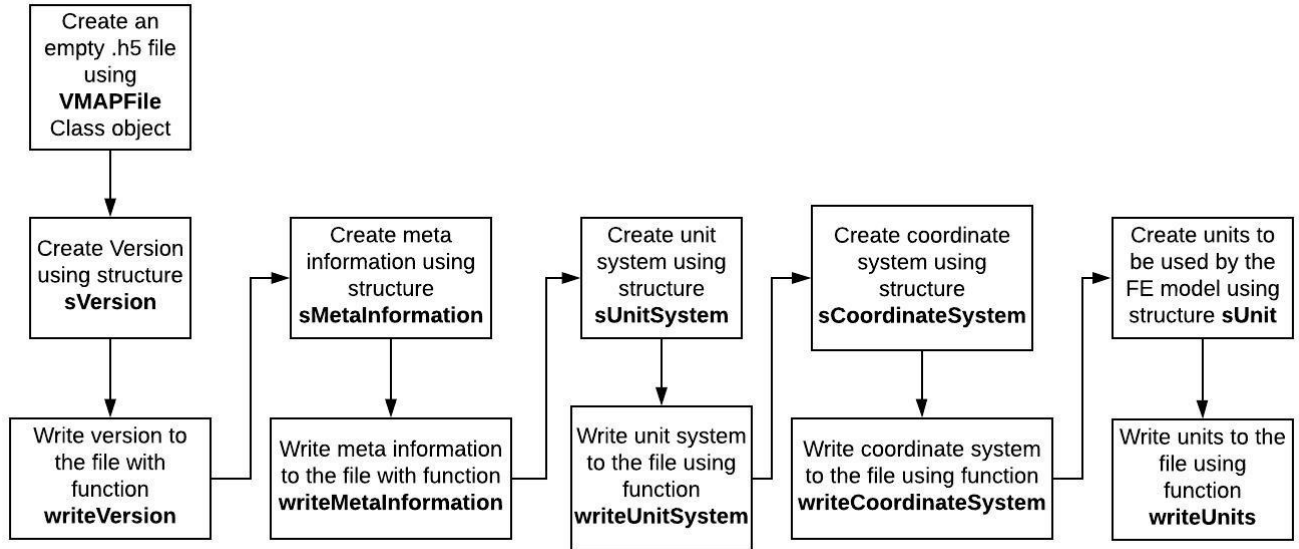 Create an
empty .h5 file
using
VMAPFile
Class object
Create Version
using structure
sVersion
Write version to
the file with
function
writeVersion
Create meta
information using
structure
sMetaInformation
Write meta information
to the file with function
writeMetaInformation
Create unit
system using
structure
sUnitSystem
Write unit system
to the file using
function
writeUnitSystem
Create coordinate
system using
structure
sCoordinateSystem
Write coordinate system
to the file using function
writeCoordinateSystem
Create units to
be used by the
FE model using
structure sUnit
Write units to the
file using
function
writeUnits